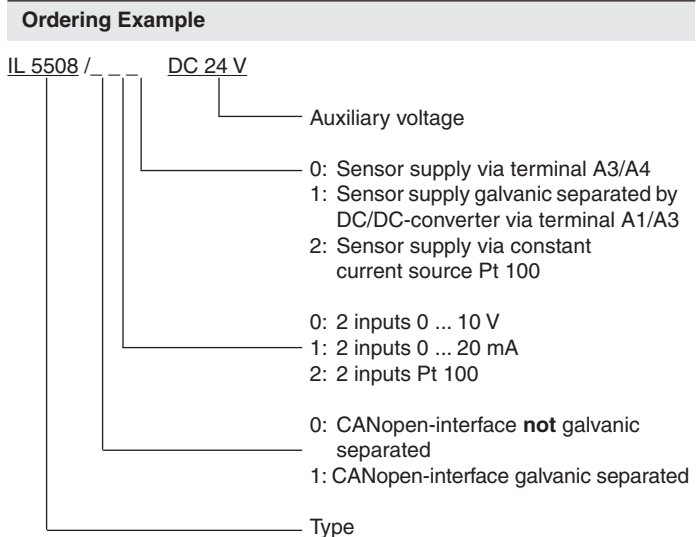 Ordering Example
IL 5508 /_ _ _ DC 24 V
Auxiliary voltage
0: Sensor supply via terminal A3/A4
1: Sensor supply galvanic separated by
DC/DC-converter via terminal A1/A3
2: Sensor supply via constant
current source Pt 100
0: 2 inputs 0 ... 10 V
1: 2 inputs 0 ... 20 mA
2: 2 inputs Pt 100
0: CANopen-interface not galvanic
separated
1: CANopen-interface galvanic separated
Type